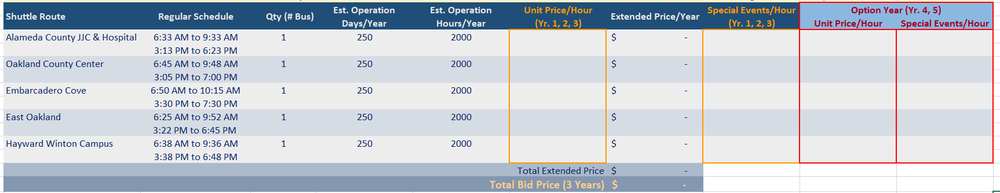 Shuttle Route Regular Schedule Qty (# Bus) Est. Operation Days/Year Est. Operation Hours/Year Unit Price/Hour (Yr. 1, 2, 3) Extended Price/Year Special Events/Hour (Yr. 1, 2, 3) Option Year (Yr. 4, 5) Unit Price/Hour Special Events/Hour
Alameda County JJC & Hospital 6:33 AM to 9:33 AM 1 250 2000 $ -
3:13 PM to 6:23 PM
Oakland County Center 6:45 AM to 9:48 AM 1 250 2000 $ -
3:05 PM to 7:00 PM
Embarcadero Cove 6:50 AM to 10:15 AM 1 250 2000 $ -
3:30 PM to 7:30 PM
East Oakland 6:25 AM to 9:52 AM 1 250 2000 $ -
3:22 PM to 6:45 PM
Hayward Winton Campus 6:38 AM to 9:36 AM 1 250 2000 $ -
3:38 PM to 6:48 PM
Total Extended Price $ -
Total Bid Price (3 Years) $ -